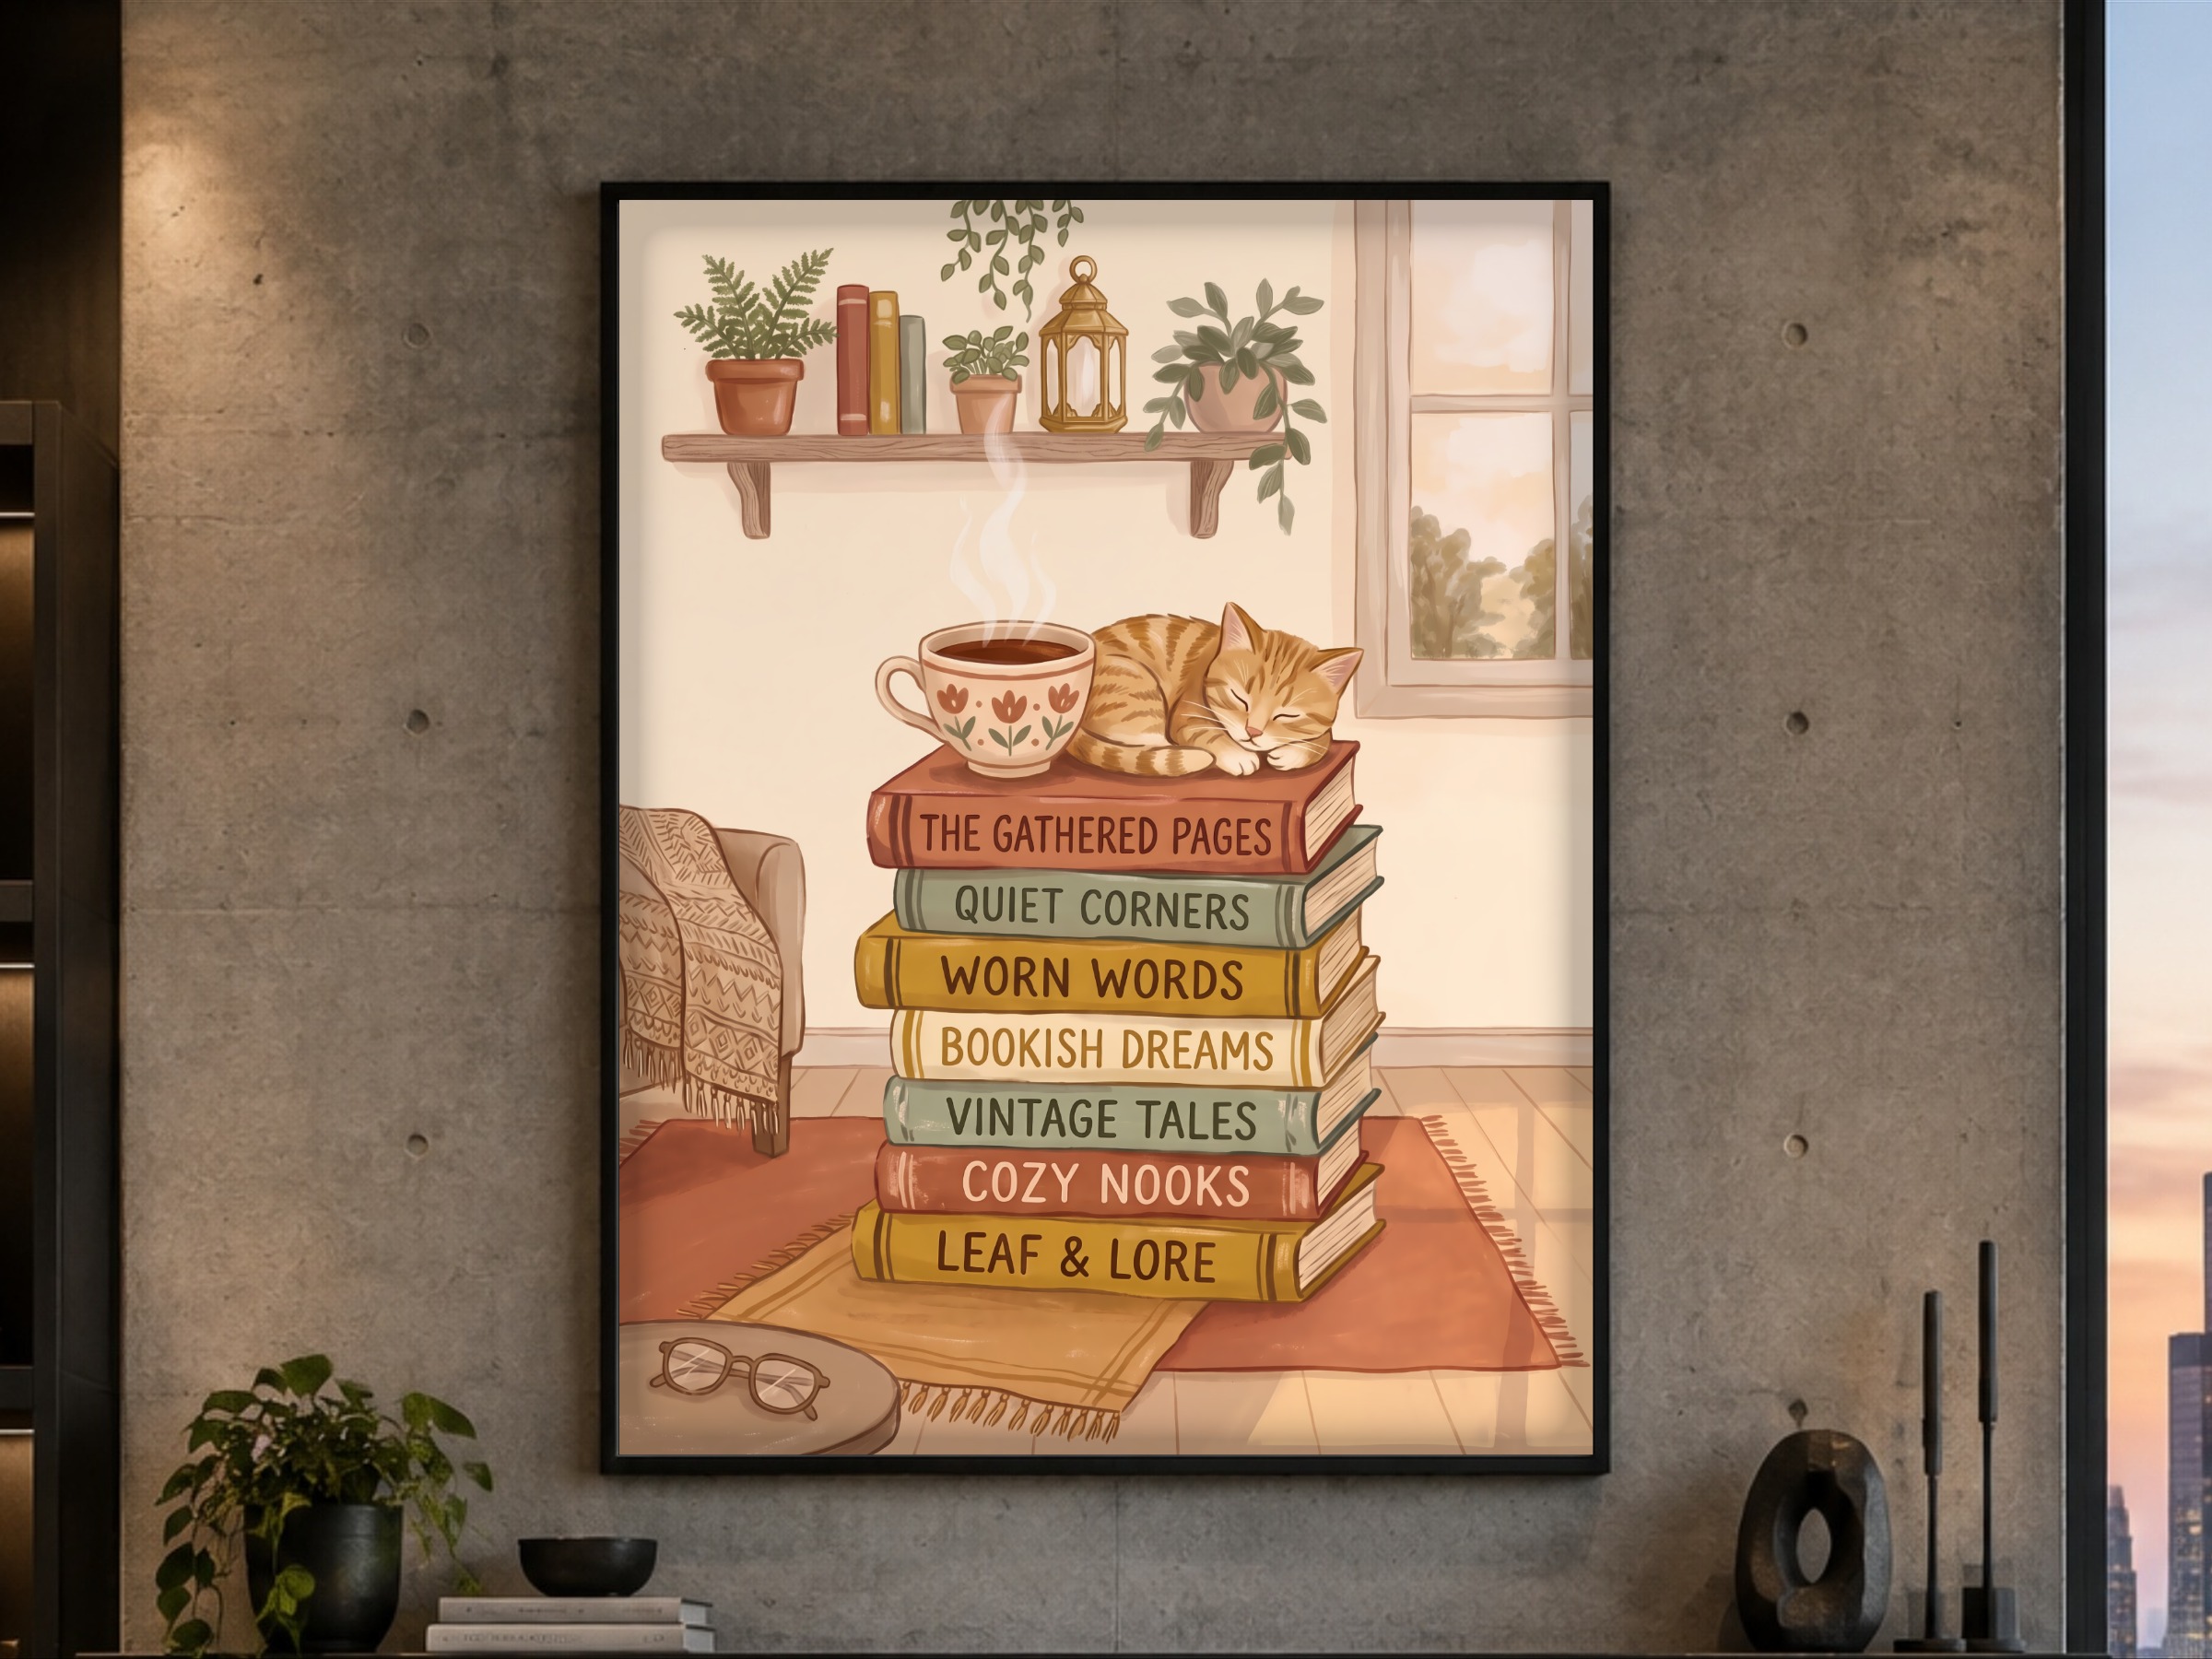 THE GATHERED PAGES
QUIET CORNERS
WORN WORDS
BOOKISH DREAMS
VINTAGE TALES
COZY NOOKS
LEAF & LORE